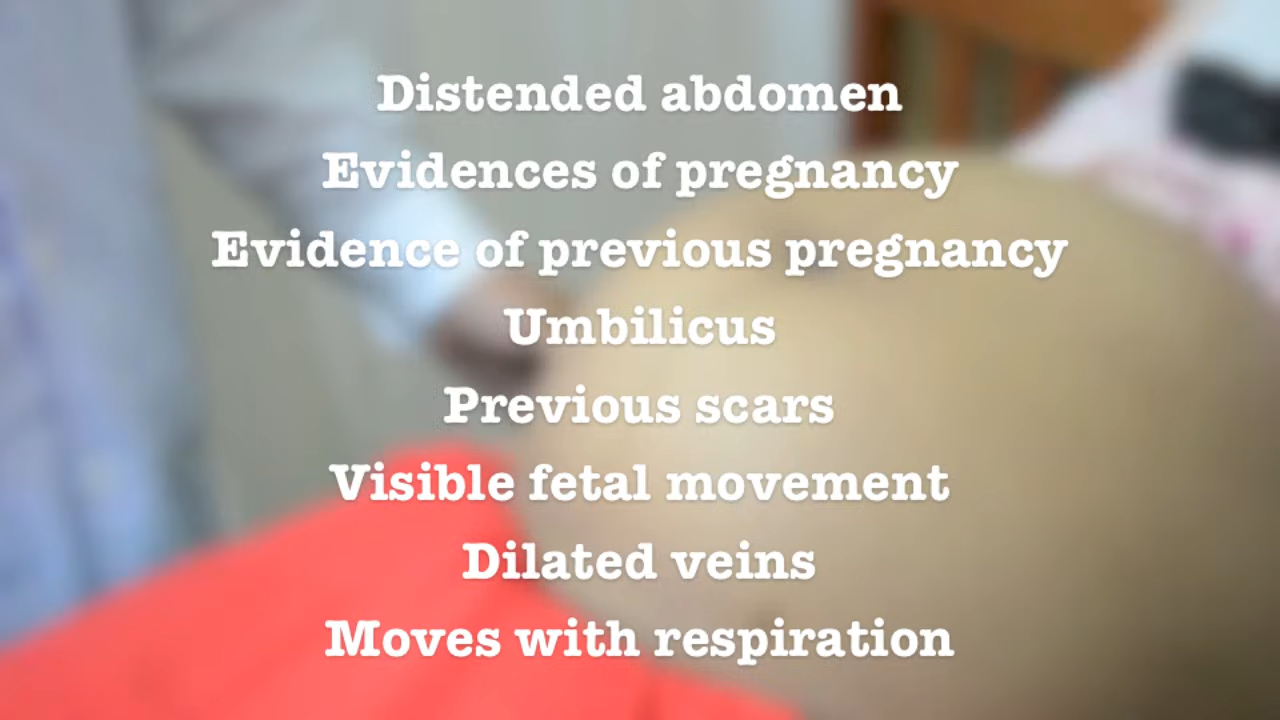 Distended abdomen
Evidences of pregnancy
Evidence of previous pregnancy
Umbilicus
Previous scars
Visible fetal movement
Dilated veins
Moves with respiration